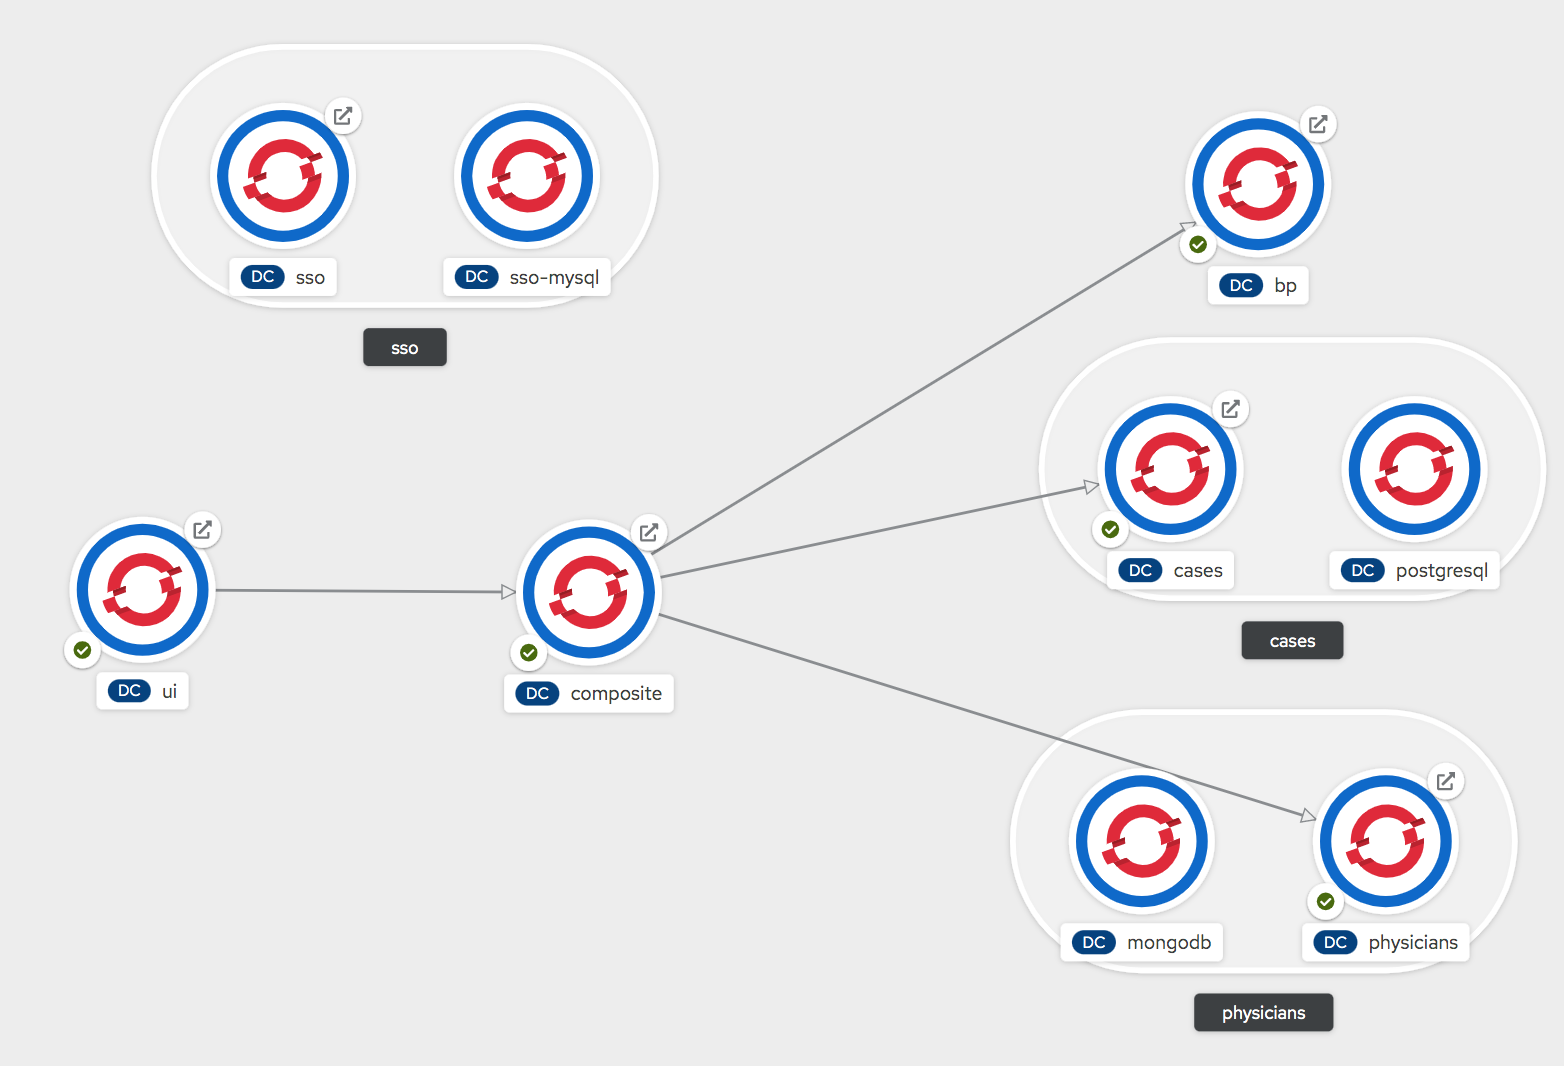 DC sso
DC sso-mysql
sso
DC bp
DC cases
DC postgresql
cases
DC ui
DC composite
DC mongodb
DC physicians
physicians